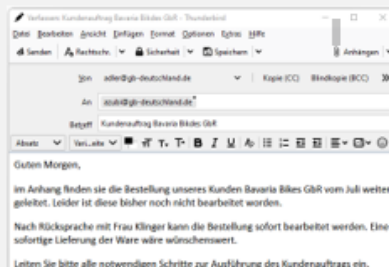 Verfassen: Kundenauftrag Bavaria Bikdes GbR - Thunderbird
Datei Bearbeiten Ansicht Einfügen Format Optionen Extras Hilfe
Senden Rechtschr. Sicherheit Speichern Anhängen
Von adler@gb-deutschland.de Kopie (CC) Blindkopie (BCC)
An azubi@gb-deutschland.de
Betreff Kundenauftrag Bavaria Bikdes GbR
Absatz
Guten Morgen,
im Anhang finden sie die Bestellung unseres Kunden Bavaria Bikes GbR vom Juli weiter
geleitet. Leider ist diese bisher noch nicht bearbeitet worden.
Nach Rücksprache mit Frau Klinger kann die Bestellung sofort bearbeitet werden. Eine
sofortige Lieferung der Ware wäre wünschenswert.
Leiten Sie bitte alle notwendigen Schritte zur Ausführung des Kundenauftrags ein.